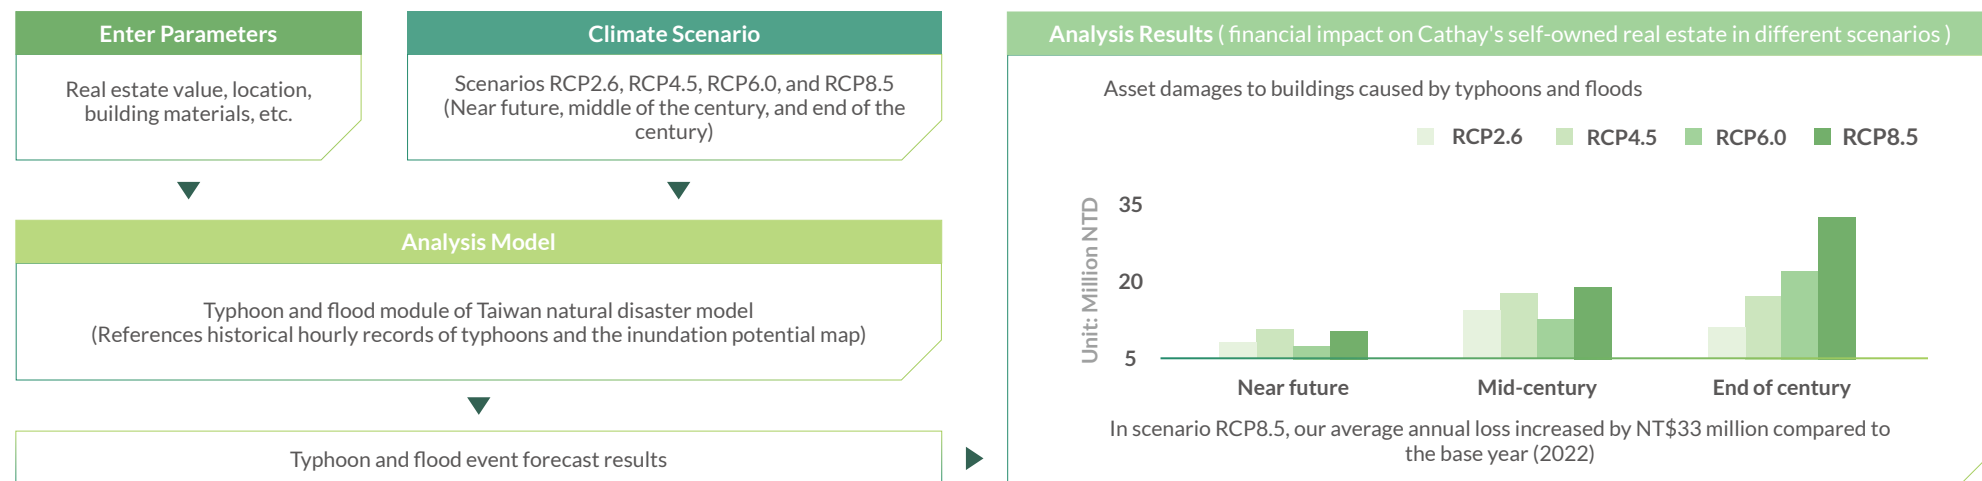 Enter Parameters
Real estate value, location,
building materials, etc.
Climate Scenario
Scenarios RCP2.6, RCP4.5, RCP6.0, and RCP8.5
(Near future, middle of the century, and end of the
century)
Analysis Model
Typhoon and flood module of Taiwan natural disaster model
(References historical hourly records of typhoons and the inundation potential map)
Typhoon and flood event forecast results
Analysis Results ( financial impact on Cathay's self-owned real estate in different scenarios )
Asset damages to buildings caused by typhoons and floods
RCP2.6 RCP4.5 RCP6.0 RCP8.5
Unit: Million NTD
35
20
5
Near future Mid-century End of century
In scenario RCP8.5, our average annual loss increased by NT$33 million compared to
the base year (2022)